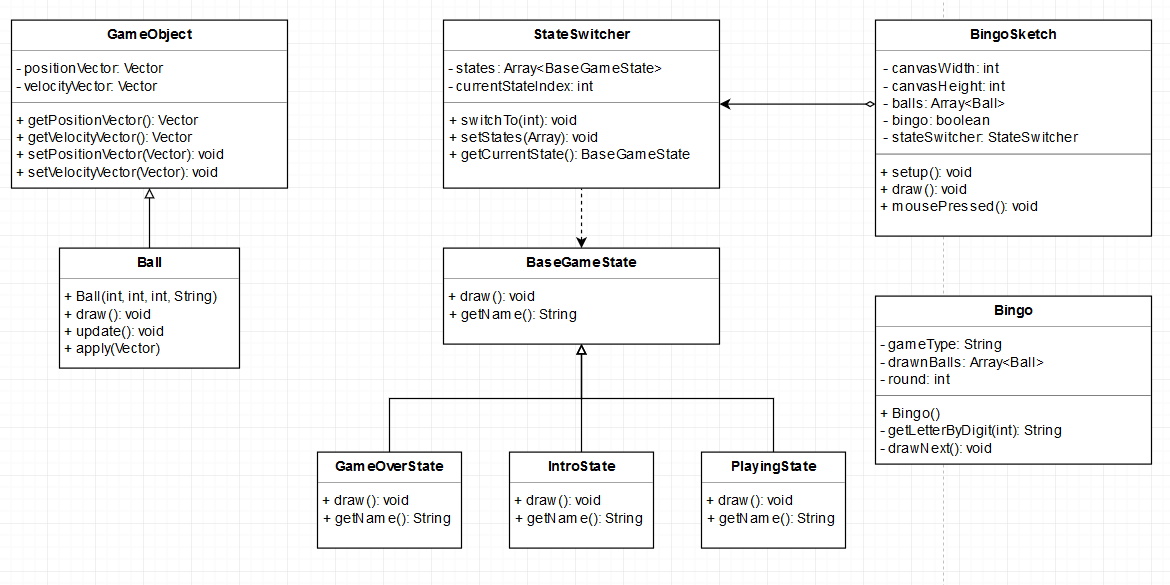 GameObject
- positionVector: Vector
- velocityVector: Vector
+ getPositionVector(): Vector
+ getVelocityVector(): Vector
+ setPositionVector(Vector): void
+ setVelocityVector(Vector): void
StateSwitcher
- states: Array<BaseGameState>
- currentStateIndex: int
+ switchTo(int): void
+ setStates(Array): void
+ getCurrentState(): BaseGameState
BingoSketch
- canvasWidth: int
- canvasHeight: int
- balls: Array<Ball>
- bingo: boolean
- stateSwitcher: StateSwitcher
+ setup(): void
+ draw(): void
+ mousePressed(): void
Ball
+ Ball(int, int, int, String)
+ draw(): void
+ update(): void
+ apply(Vector)
BaseGameState
+ draw(): void
+ getName(): String
Bingo
- gameType: String
- drawnBalls: Array<Ball>
- round: int
+ Bingo()
- getLetterByDigit(int): String
- drawNext(): void
GameOverState
+ draw(): void
+ getName(): String
IntroState
+ draw(): void
+ getName(): String
PlayingState
+ draw(): void
+ getName(): String